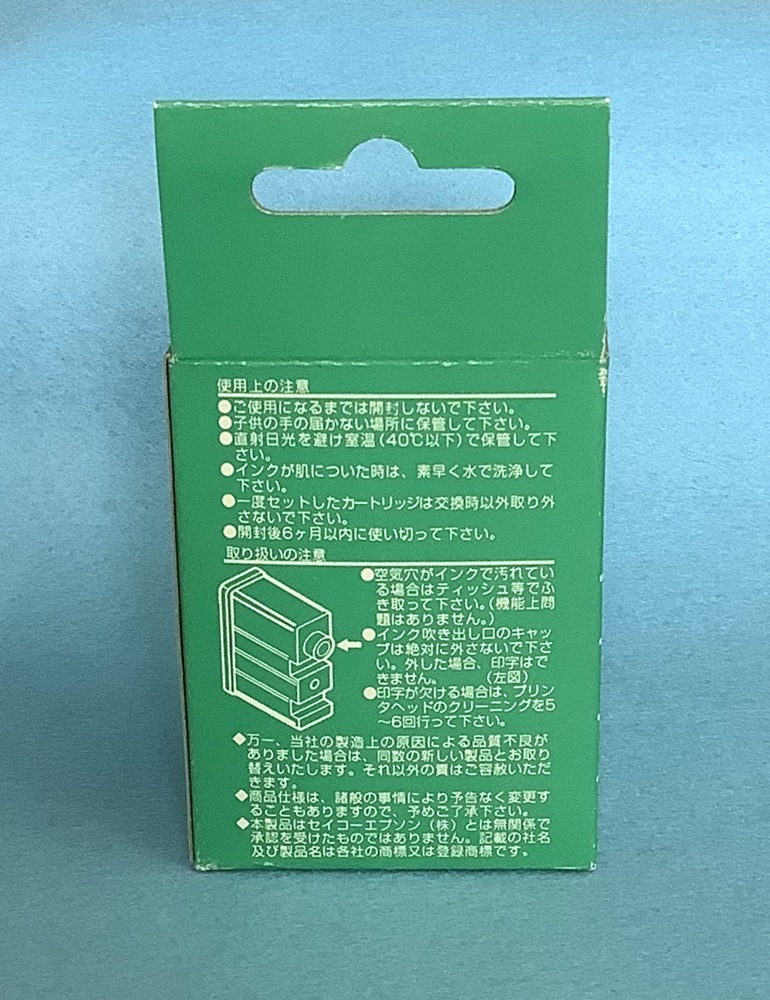 使用上の注意
●ご使用になるまでは開封しないで下さい。
●子供の手の届かない場所に保管して下さい。
●直射日光を避け室温(40℃以下)で保管して下
さい。
●インクが肌についた時は、素早く水で洗浄して
下さい。
●一度セットしたカートリッジは交換時以外取り外
さないで下さい。
●開封後6ヶ月以内に使い切って下さい。
取り扱いの注意
●空気穴がインクで汚れてい
る場合はティッシュ等でふ
き取って下さい。(機能上問
題はありません。)
●インク吹き出し口のキャッ
プは絶対に外さないで下さ
い。外した場合、印字はで
きません。 (左図)
●印字が欠ける場合は、プリン
タヘッドのクリーニングを5
〜6回行って下さい。
◆万一、当社の製造上の原因による品質不良が
ありました場合は、同数の新しい製品とお取り
替えいたします。それ以外の責はご容赦いただ
きます。
◆商品仕様は、諸般の事情により予告なく変更す
ることもありますので、予めご了承下さい。
◆本製品はセイコーエプソン(株)とは無関係で
承認を受けたものではありません。記載の社名
及び製品名は各社の商標又は登録商標です。